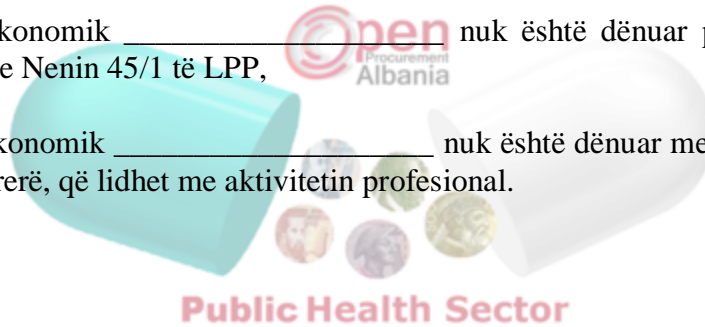 konomik ____________________ nuk është dënuar p
e Nenin 45/1 të LPP,
Open
Procurement
Albania
konomik ____________________ nuk është dënuar me
rerë, që lidhet me aktivitetin profesional.
Public Health Sector